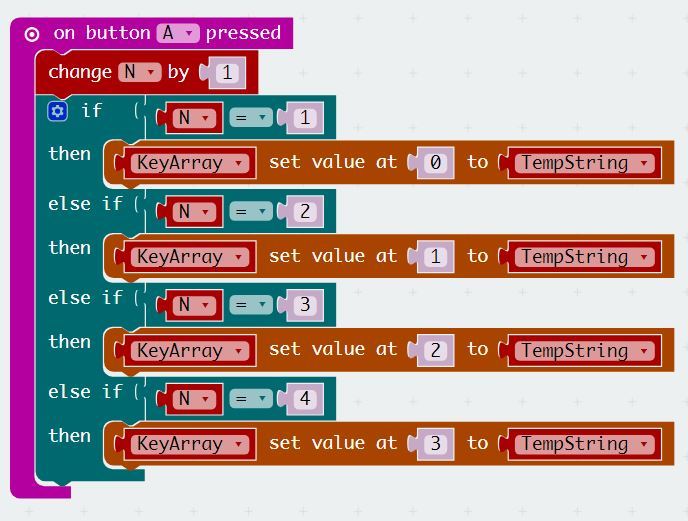 on button A pressed
change N by 1
if N = 1
then KeyArray set value at 0 to TempString
else if N = 2
then KeyArray set value at 1 to TempString
else if N = 3
then KeyArray set value at 2 to TempString
else if N = 4
then KeyArray set value at 3 to TempString